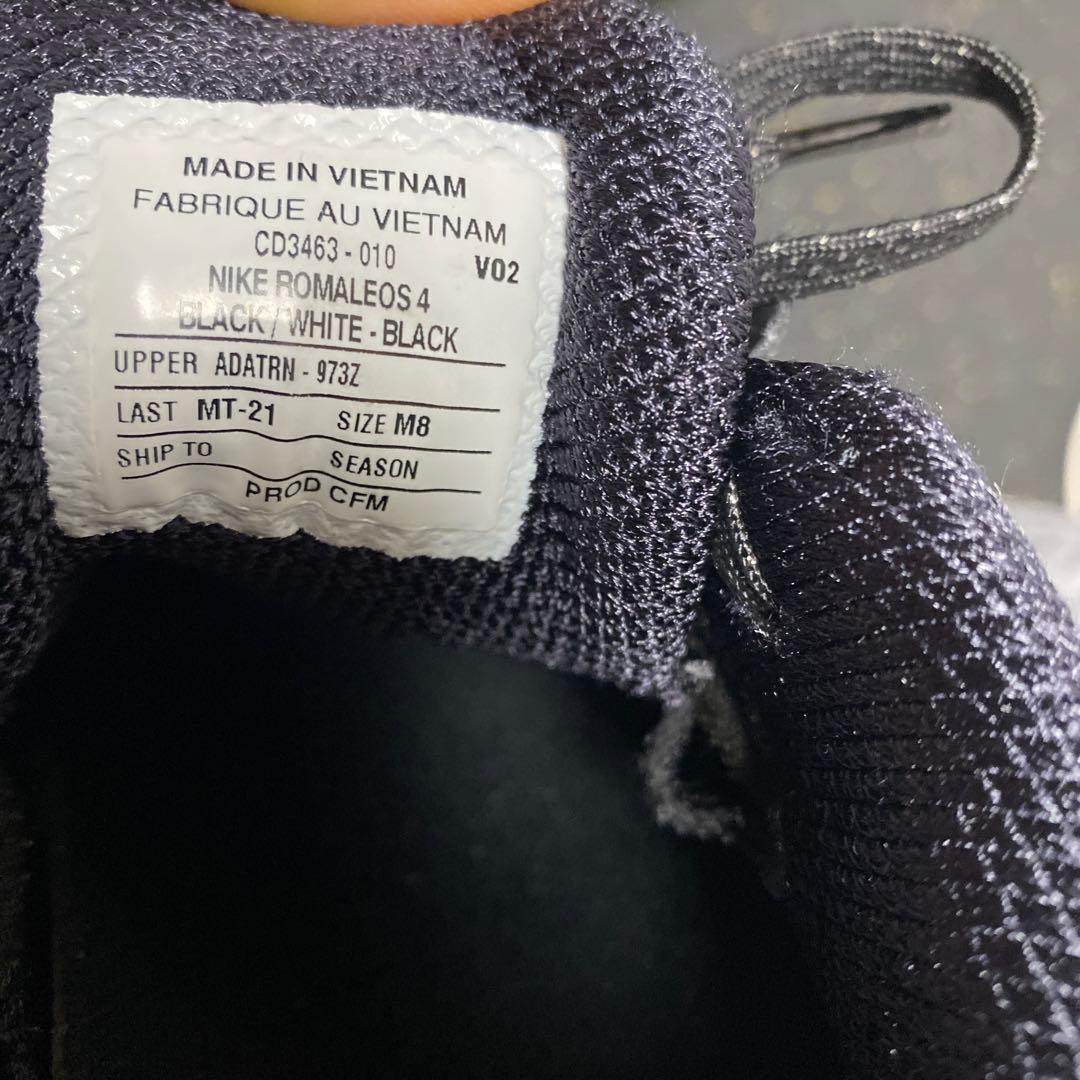 MADE IN VIETNAM
FABRIQUE AU VIETNAM
CD3463 - 010 V02
NIKE ROMALEOS 4
BLACK / WHITE - BLACK
UPPER ADATRN - 973Z
LAST MT-21 SIZE M8
SHIP TO SEASON
PROD CFM